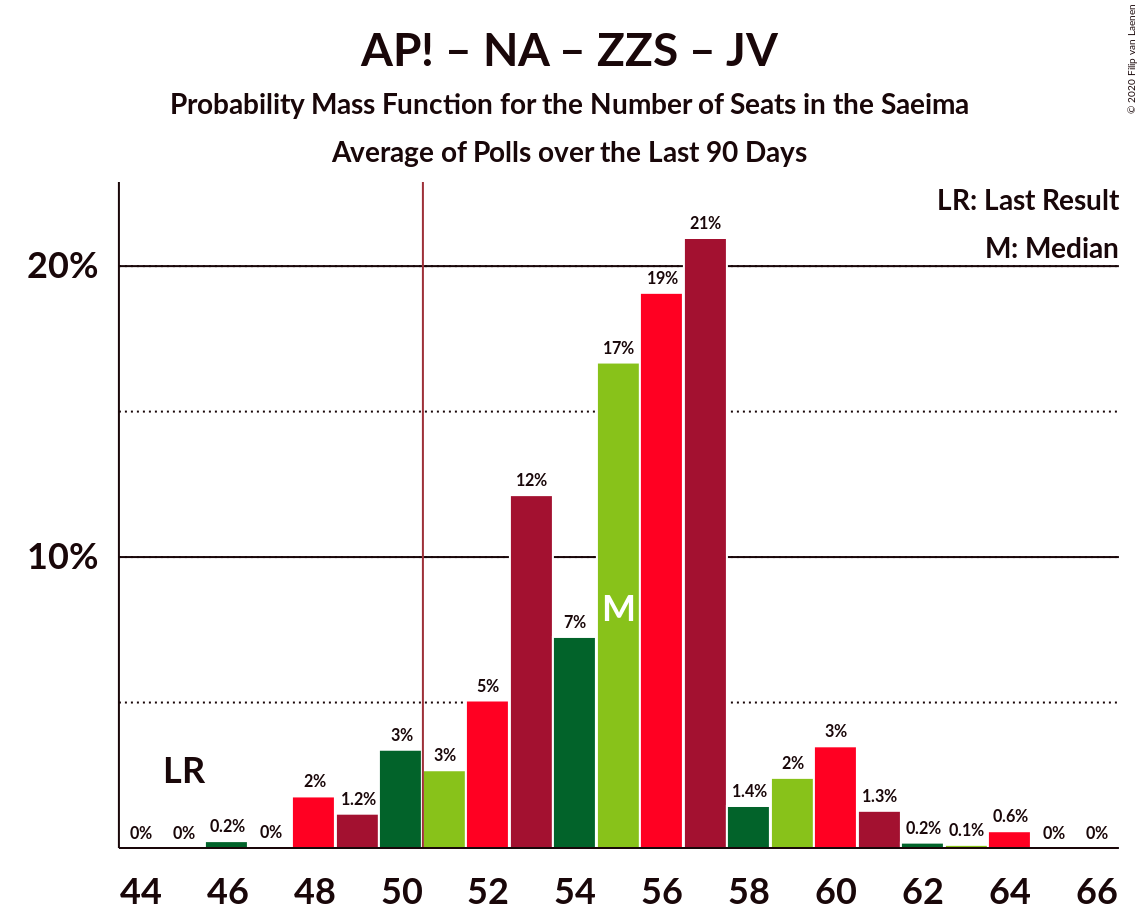 AP! – NA – ZZS – JV
Probability Mass Function for the Number of Seats in the Saeima
Average of Polls over the Last 90 Days
© 2020 Filip van Laenen
LR: Last Result
M: Median
20%
10%
0%
0%
0.2%
0%
2%
1.2%
3%
3%
5%
12%
7%
17%
19%
21%
1.4%
2%
3%
1.3%
0.2%
0.1%
0.6%
0%
0%
LR
M
44 46 48 50 52 54 56 58 60 62 64 66